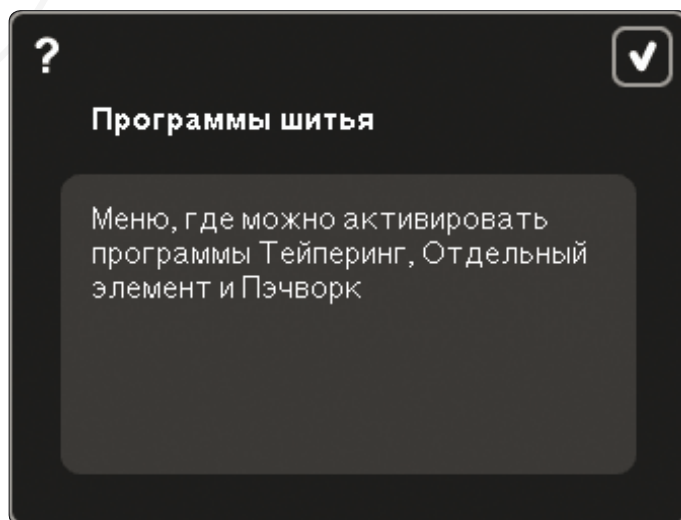 ?
Программы шитья
Меню, где можно активировать
программы Тейперинг, Отдельный
элемент и Пэчворк